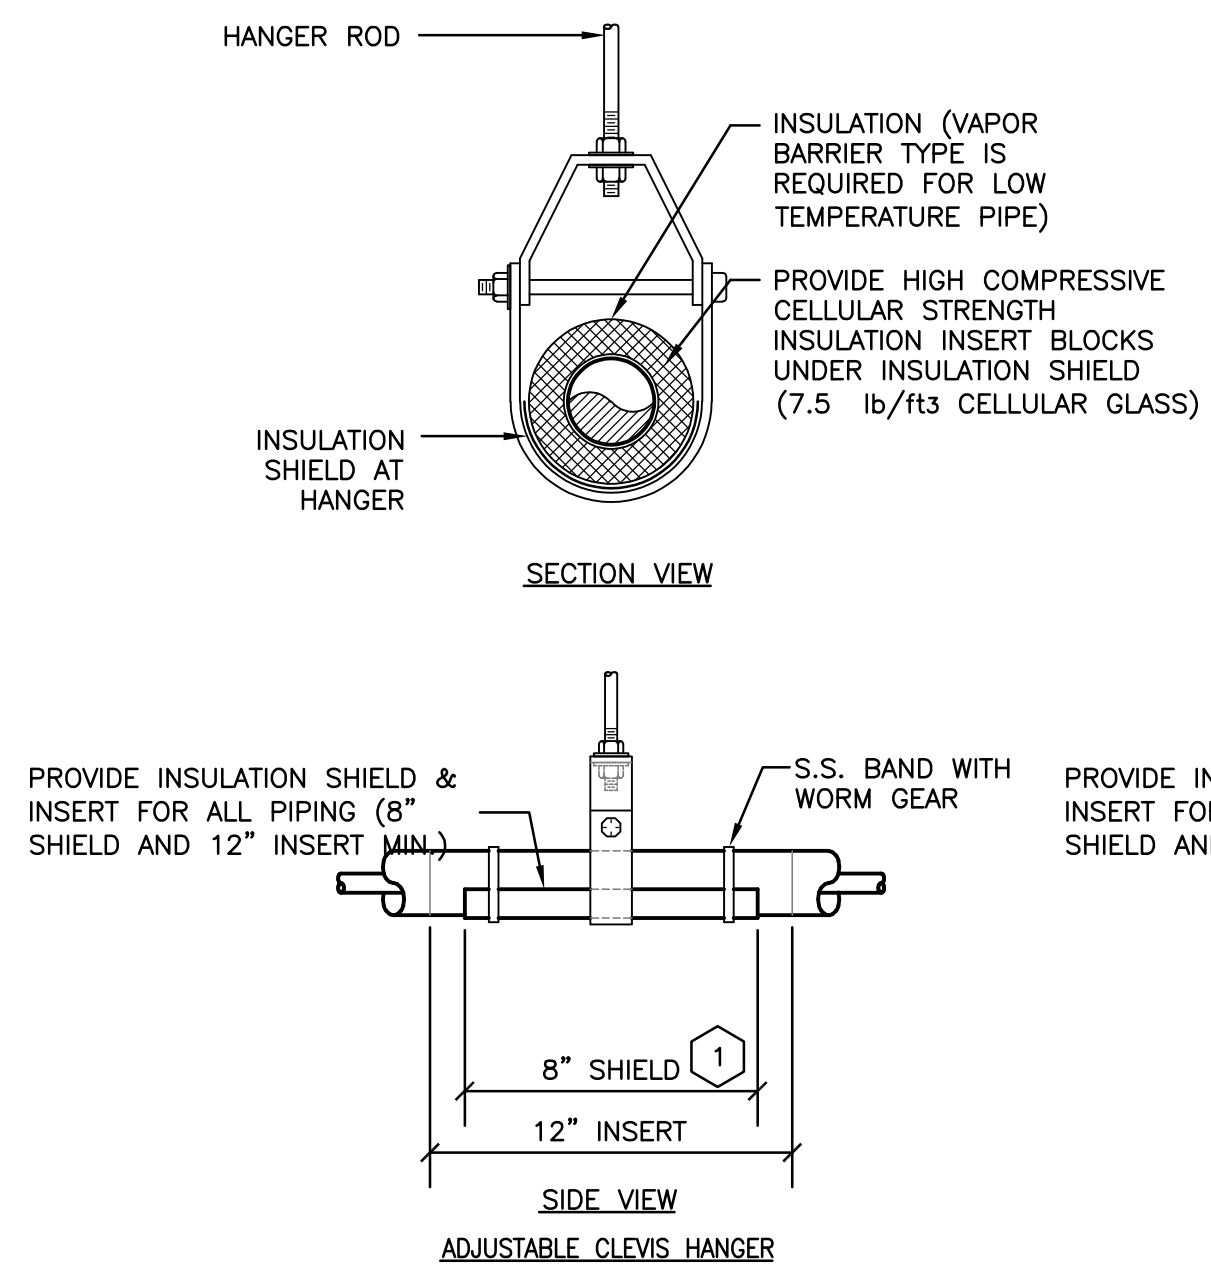 HANGER ROD
INSULATION (VAPOR
BARRIER TYPE IS
REQUIRED FOR LOW
TEMPERATURE PIPE)
PROVIDE HIGH COMPRESSIVE
CELLULAR STRENGTH
INSULATION INSERT BLOCKS
UNDER INSULATION SHIELD
(7.5 lb/ft3 CELLULAR GLASS)
INSULATION
SHIELD AT
HANGER
SECTION VIEW
PROVIDE INSULATION SHIELD &
INSERT FOR ALL PIPING (8"
SHIELD AND 12" INSERT MIN.)
S.S. BAND WITH
WORM GEAR
PROVIDE
INSERT
SHIELD
8" SHIELD
1
12" INSERT
SIDE VIEW
ADJUSTABLE CLEVIS HANGER